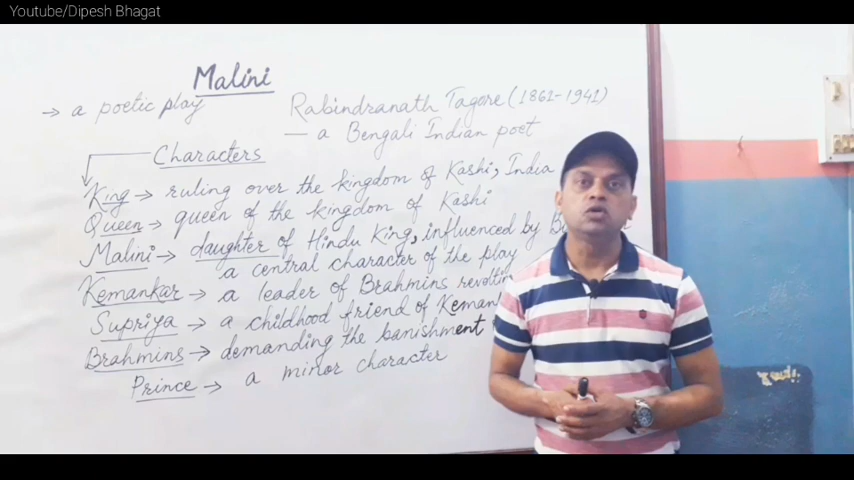 Youtube/Dipesh Bhagat
Malini
→ a poetic play
Rabindranath Tagore (1861-1941)
— a Bengali Indian poet
Characters
King → ruling over the kingdom of Kashi, India
Queen → queen of the kingdom of Kashi
Malini → daughter of Hindu King, influenced by
a central character of the play
Kemankar → a leader of Brahmins
Supriya → a childhood friend of
Brahmins → demanding the banishment
Prince → a minor character